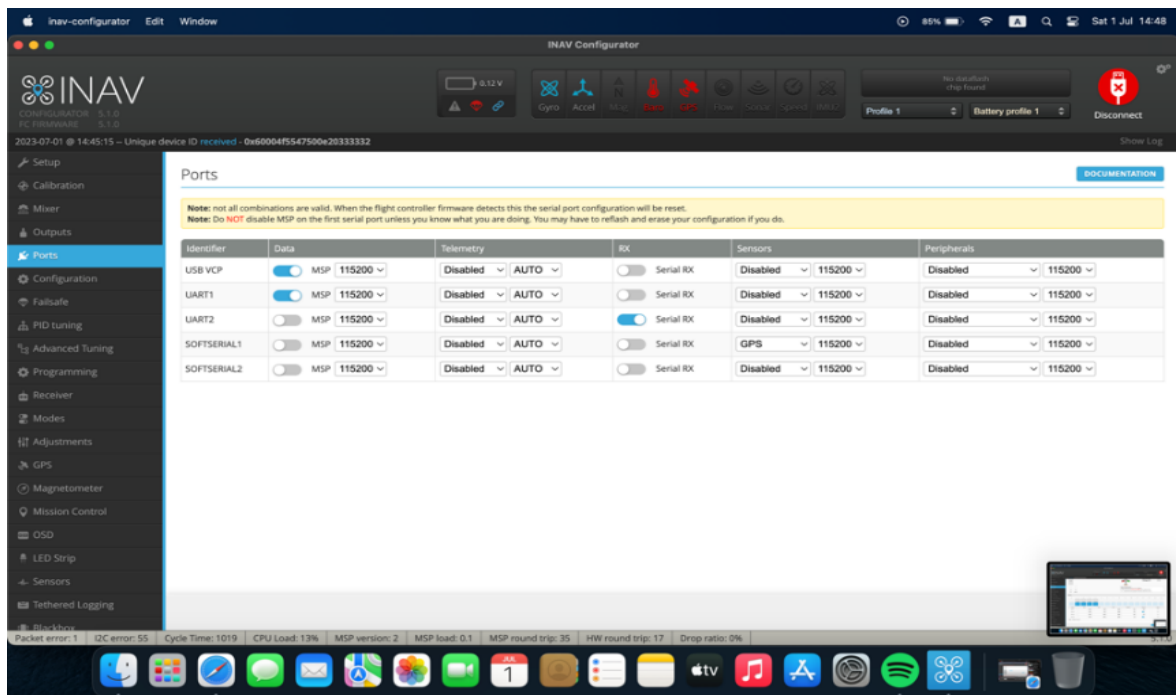 inav-configurator Edit Window 85% A Sat 1 Jul 14:48
INAV Configurator
INAV
CONFIGURATOR 5.1.0
FC FIRMWARE 5.1.0
0.12 V
Gyro Accel Mag Baro GPS Flow Sonar Speed IMU2
No dataflash
chip found
Profile 1 Battery profile 1
Disconnect
2023-07-01 @ 14:45:15 -- Unique device ID received - 0x60004f5547500e20333332 Show Log
Setup
Calibration
Mixer
Outputs
Ports
Configuration
Failsafe
PID tuning
Advanced Tuning
Programming
Receiver
Modes
Adjustments
GPS
Magnetometer
Mission Control
OSD
LED Strip
Sensors
Tethered Logging
Blackbox
Ports DOCUMENTATION
Note: not all combinations are valid. When the flight controller firmware detects this the serial port configuration will be reset.
Note: Do NOT disable MSP on the first serial port unless you know what you are doing. You may have to reflash and erase your configuration if you do.
Identifier Data Telemetry RX Sensors Peripherals
USB VCP MSP 115200 Disabled AUTO Serial RX Disabled 115200 Disabled 115200
UART1 MSP 115200 Disabled AUTO Serial RX Disabled 115200 Disabled 115200
UART2 MSP 115200 Disabled AUTO Serial RX Disabled 115200 Disabled 115200
SOFTSERIAL1 MSP 115200 Disabled AUTO Serial RX GPS 115200 Disabled 115200
SOFTSERIAL2 MSP 115200 Disabled AUTO Serial RX Disabled 115200 Disabled 115200
Packet error: 1 I2C error: 55 Cycle Time: 1019 CPU Load: 13% MSP version: 2 MSP load: 0.1 MSP round trip: 35 HW round trip: 17 Drop ratio: 0% 5.1.0
JUL
1
tv